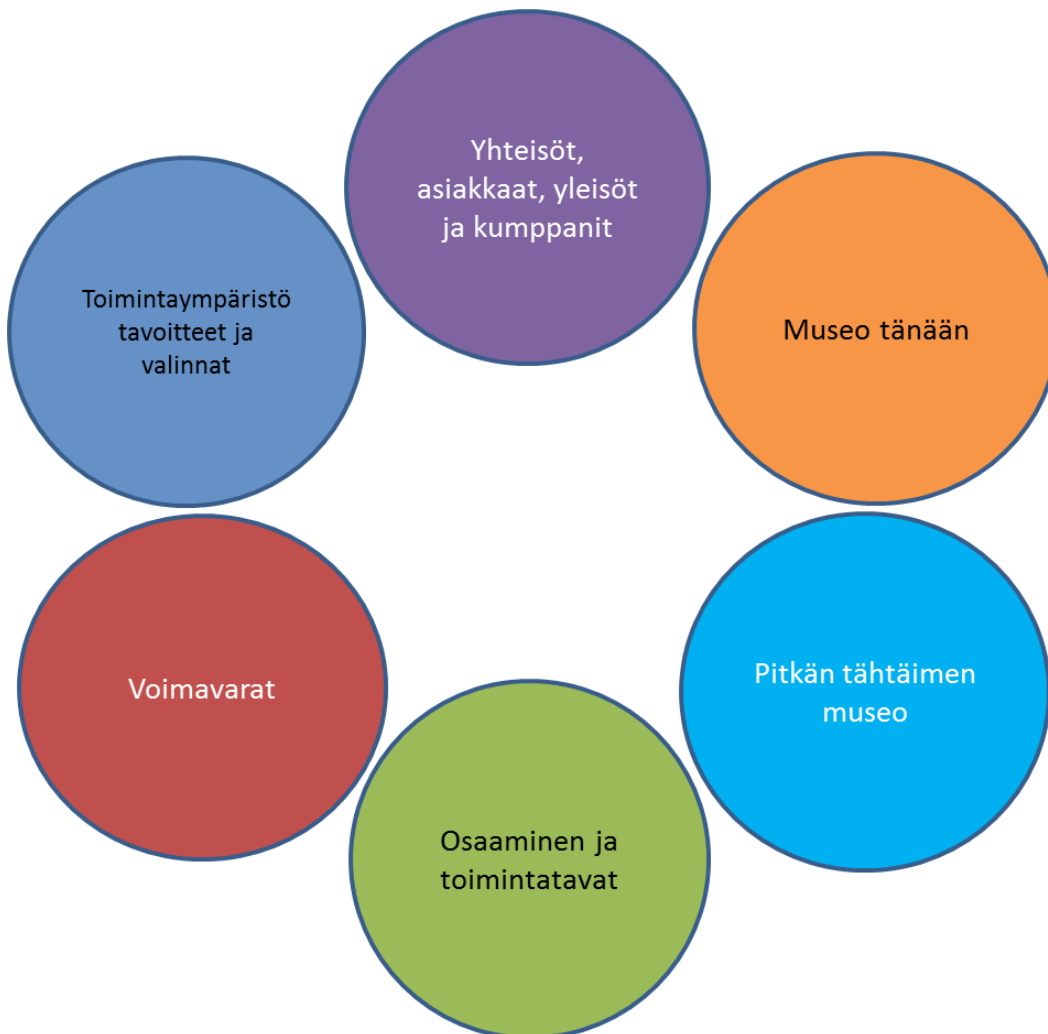 Yhteisöt,
asiakkaat, yleisöt
ja kumppanit
Museo tänään
Pitkän tähtäimen
museo
Osaaminen ja
toimintatavat
Voimavarat
Toimintaympäristö
tavoitteet ja
valinnat